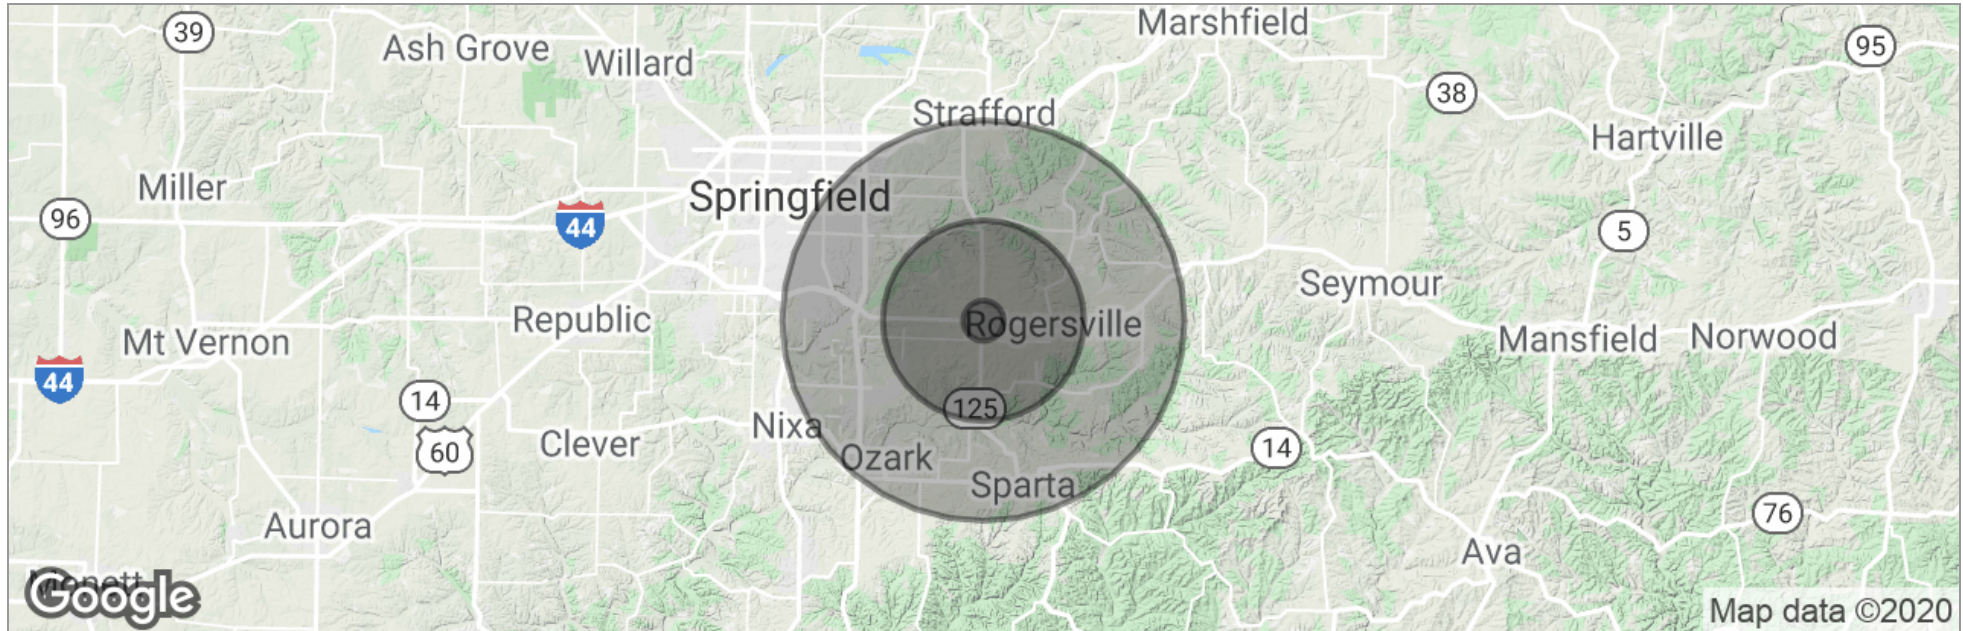 39
Ash Grove
Willard
Marshfield
95
38
Strafford
Hartville
Miller
Springfield
96
44
5
Seymour
Republic
Rogersville
Mt Vernon
Mansfield
Norwood
44
14
125
Nixa
60
Clever
Ozark
14
Sparta
Aurora
76
Ava
Monett
Google
Map data ©2020